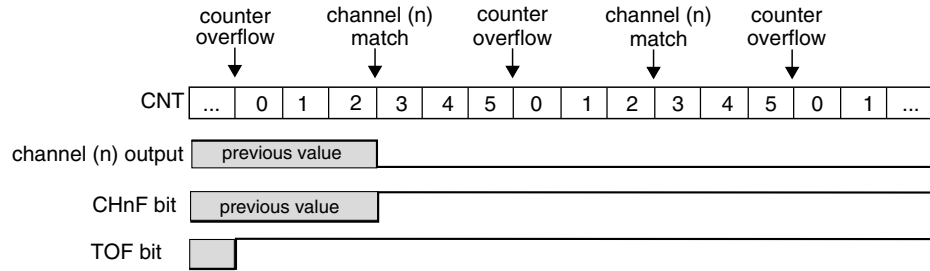 counter overflow
channel (n) match
counter overflow
channel (n) match
counter overflow
CNT ... 0 1 2 3 4 5 0 1 2 3 4 5 0 1 ...
channel (n) output previous value
CHnF bit previous value
TOF bit